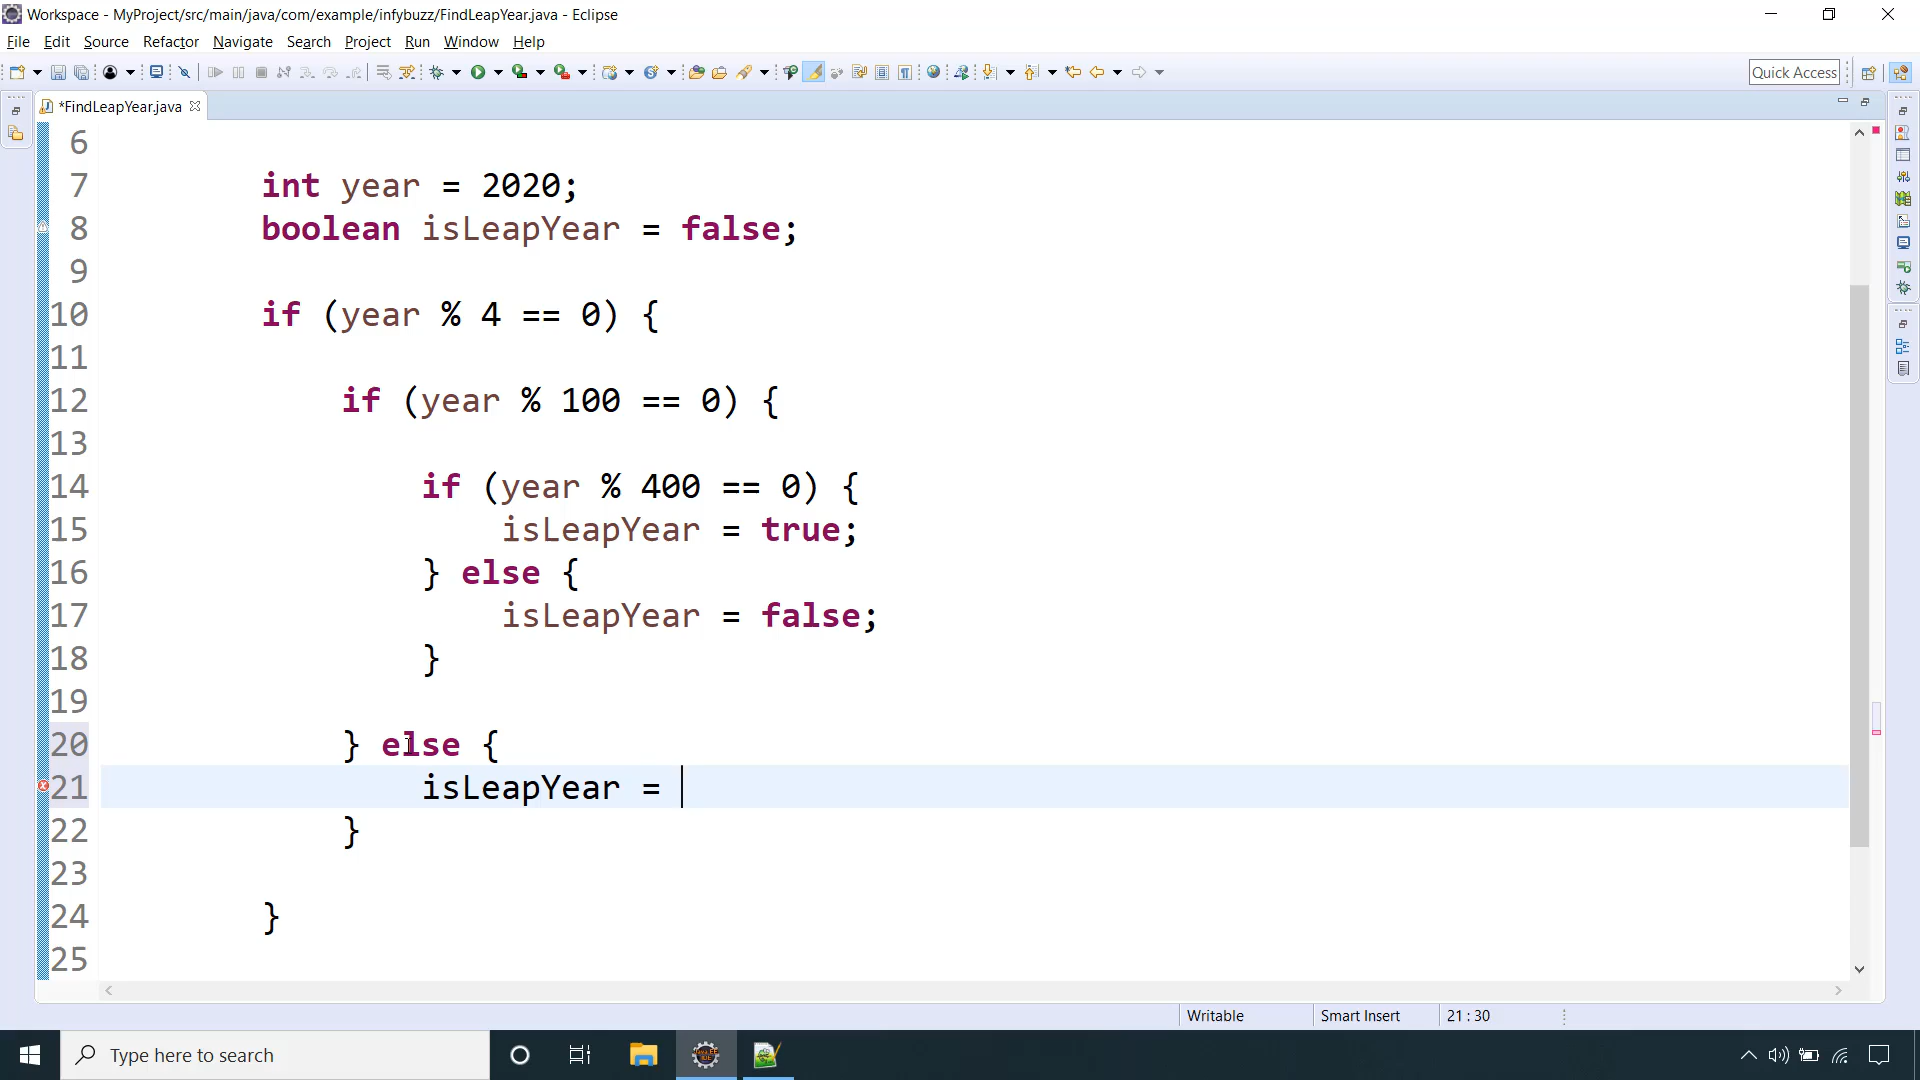 Workspace - MyProject/src/main/java/com/example/infybuzz/FindLeapYear.java - Eclipse
File Edit Source Refactor Navigate Search Project Run Window Help
Quick Access
*FindLeapYear.java
6
7 int year = 2020;
8 boolean isLeapYear = false;
9
10 if (year % 4 == 0) {
11
12 if (year % 100 == 0) {
13
14 if (year % 400 == 0) {
15 isLeapYear = true;
16 } else {
17 isLeapYear = false;
18 }
19
20 } else {
21 isLeapYear =
22 }
23
24 }
25
Writable Smart Insert 21 : 30
Type here to search